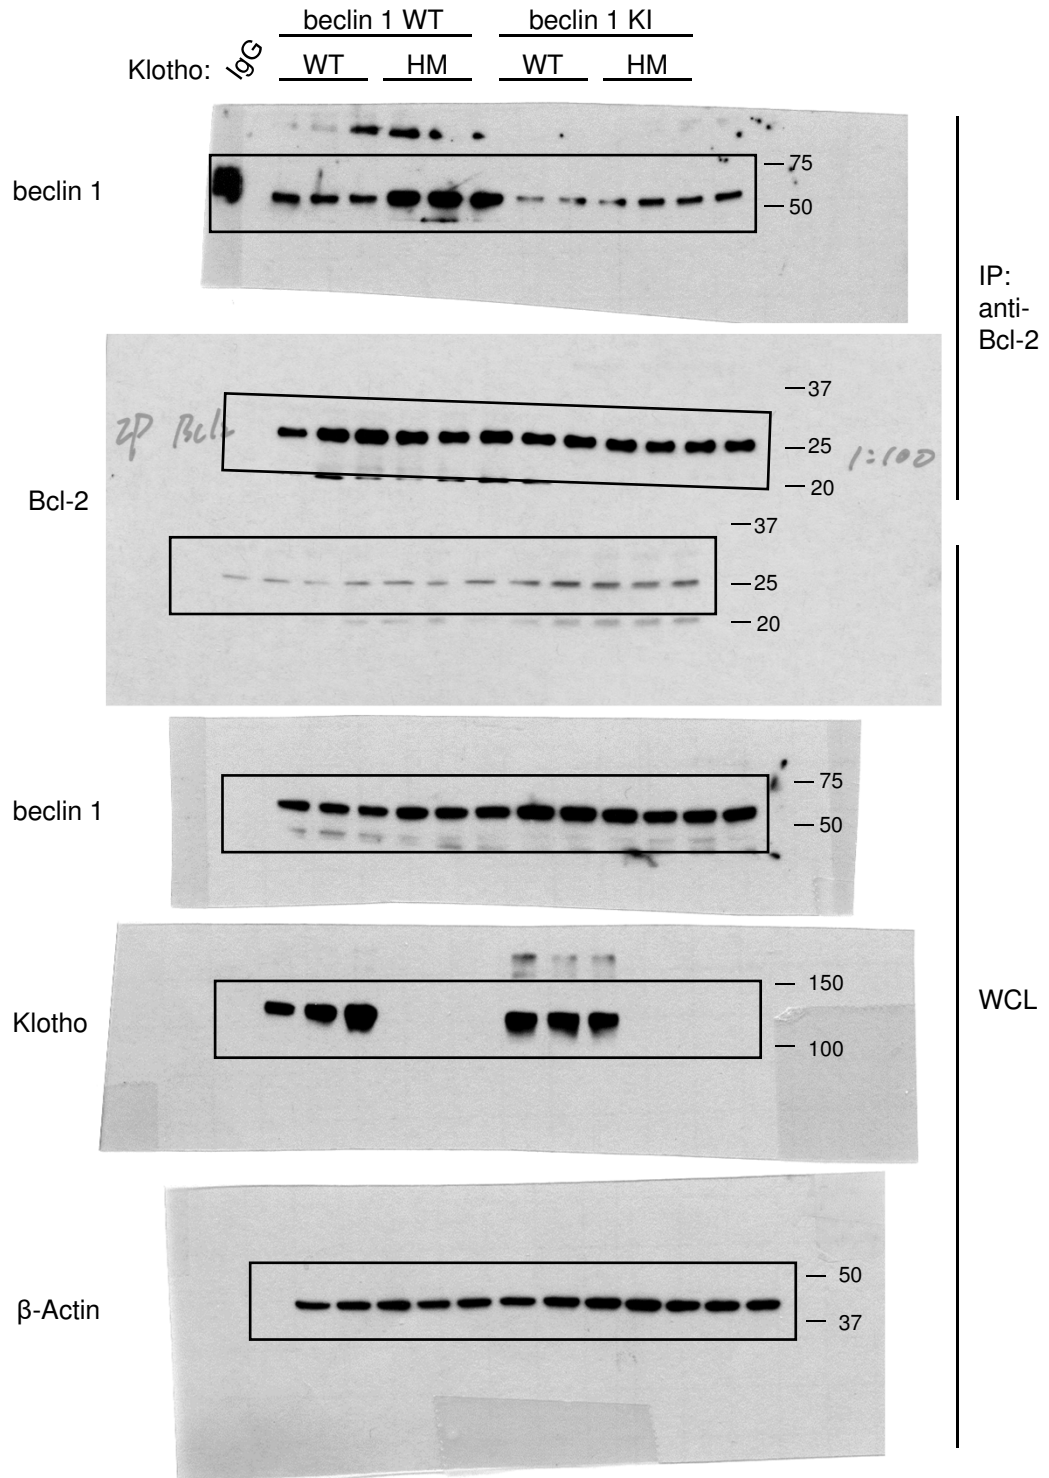 beclin 1 WT beclin 1 KI
Klotho: IgG WT HM WT HM
beclin 1
75
50
IP:
anti-
Bcl-2
IP Bcl2
1:100
Bcl-2
37
25
20
37
25
20
beclin 1
75
50
Klotho
150
100
WCL
β-Actin
50
37